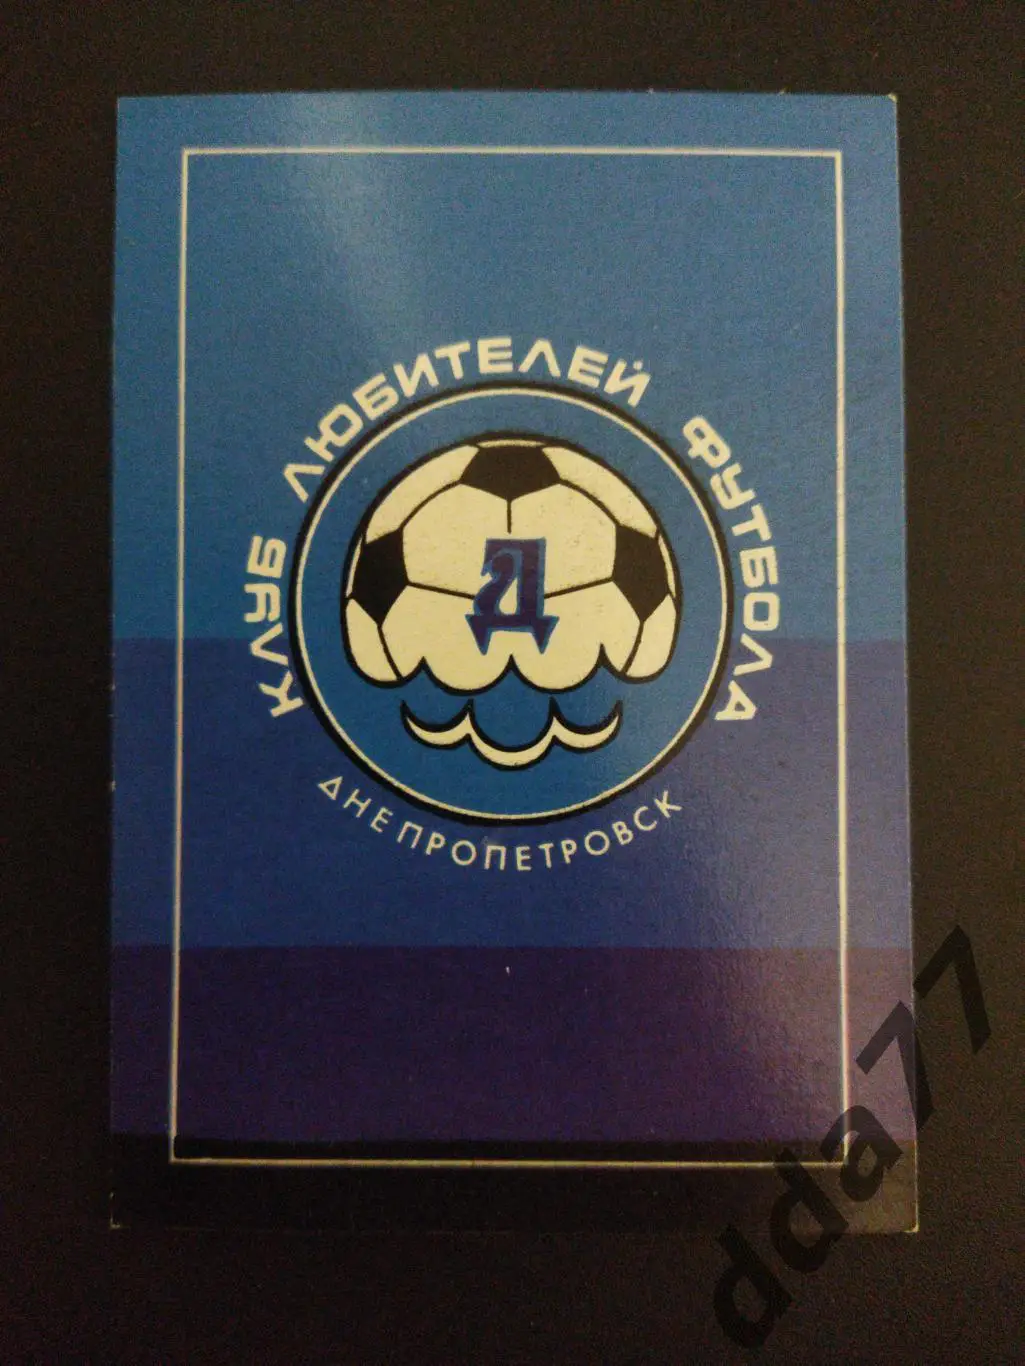 КЛУБ ЛЮБИТЕЛЕЙ ФУТБОЛА
Д
ДНЕПРОПЕТРОВСК
dda77